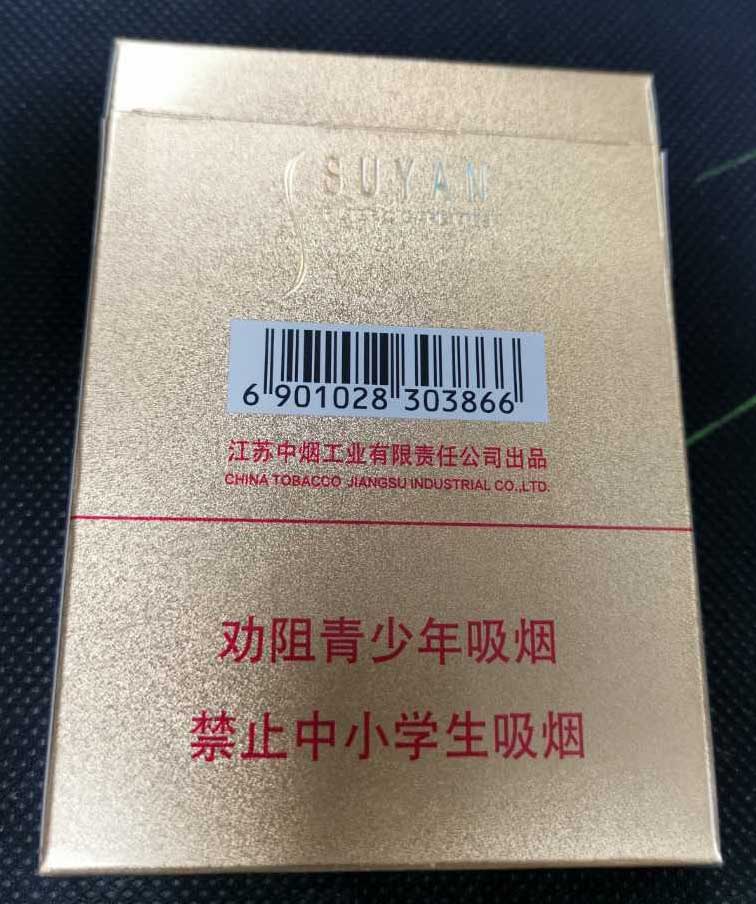 SUYAN
6 901028 303866
江苏中烟工业有限责任公司出品
CHINA TOBACCO JIANGSU INDUSTRIAL CO.,LTD.
劝阻青少年吸烟
禁止中小学生吸烟